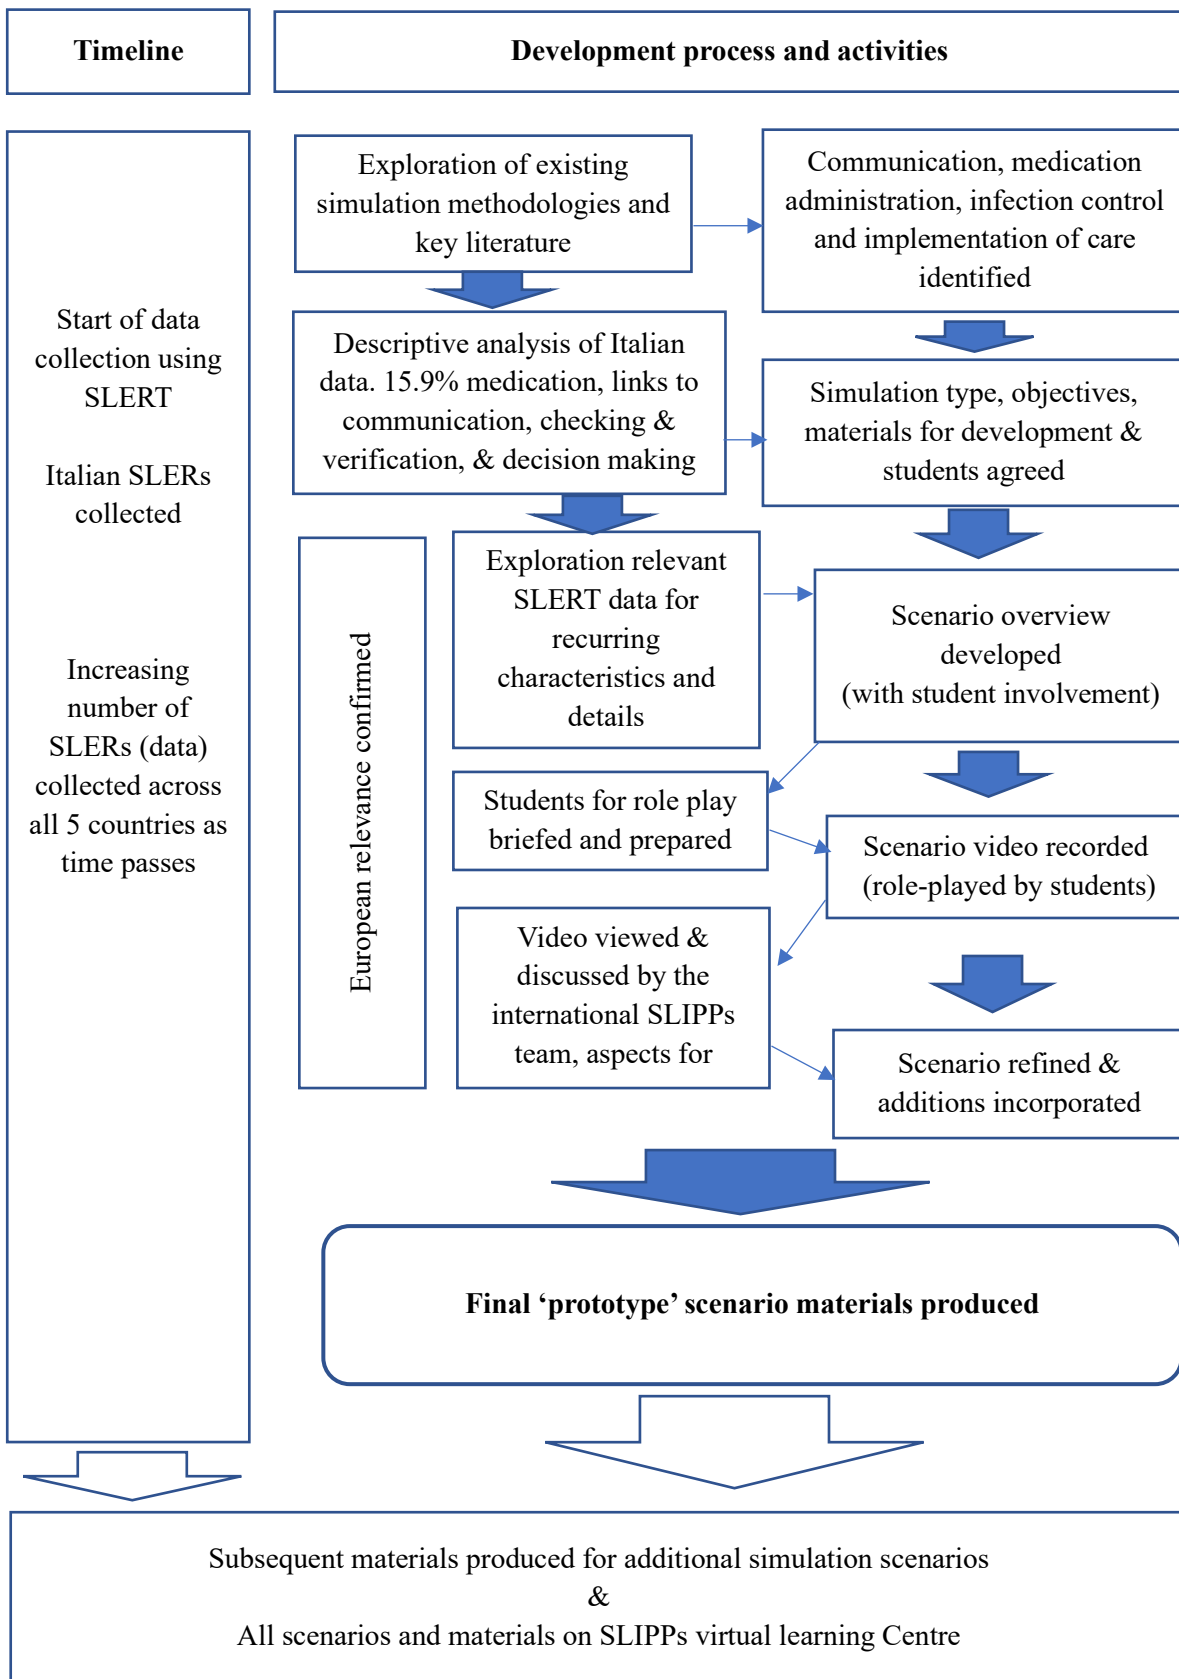 Timeline
Development process and activities
Start of data
collection using
SLERT
Italian SLERs
collected
Increasing
number of
SLERs (data)
collected across
all 5 countries as
time passes
Exploration of existing
simulation methodologies and
key literature
Communication, medication
administration, infection control
and implementation of care
identified
Descriptive analysis of Italian
data. 15.9% medication, links to
communication, checking &
verification, & decision making
Simulation type, objectives,
materials for development &
students agreed
European relevance confirmed
Exploration relevant
SLERT data for
recurring
characteristics and
details
Scenario overview
developed
(with student involvement)
Students for role play
briefed and prepared
Scenario video recorded
(role-played by students)
Video viewed &
discussed by the
international SLIPPs
team, aspects for
Scenario refined &
additions incorporated
Final ‘prototype’ scenario materials produced
Subsequent materials produced for additional simulation scenarios
&
All scenarios and materials on SLIPPs virtual learning Centre